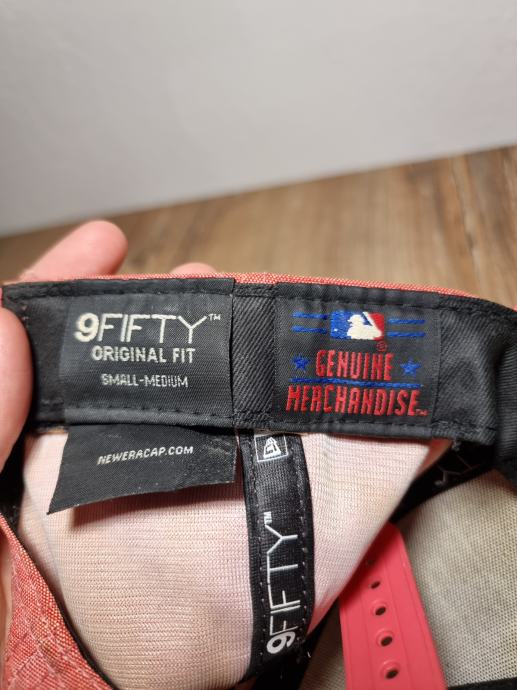 9FIFTY™
ORIGINAL FIT
SMALL-MEDIUM
NEWERACAP.COM
®
GENUINE
MERCHANDISE™
9FIFTY™